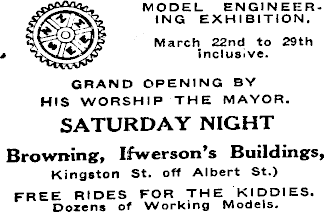 MODEL ENGINEER-
ING EXHIBITION.
March 22nd to 29th
inclusive.
GRAND OPENING BY
HIS WORSHIP THE MAYOR.
SATURDAY NIGHT
Browning, Ifwerson's Buildings,
Kingston St. off Albert St.)
FREE RIDES FOR THE KIDDIES.
Dozens of Working Models.